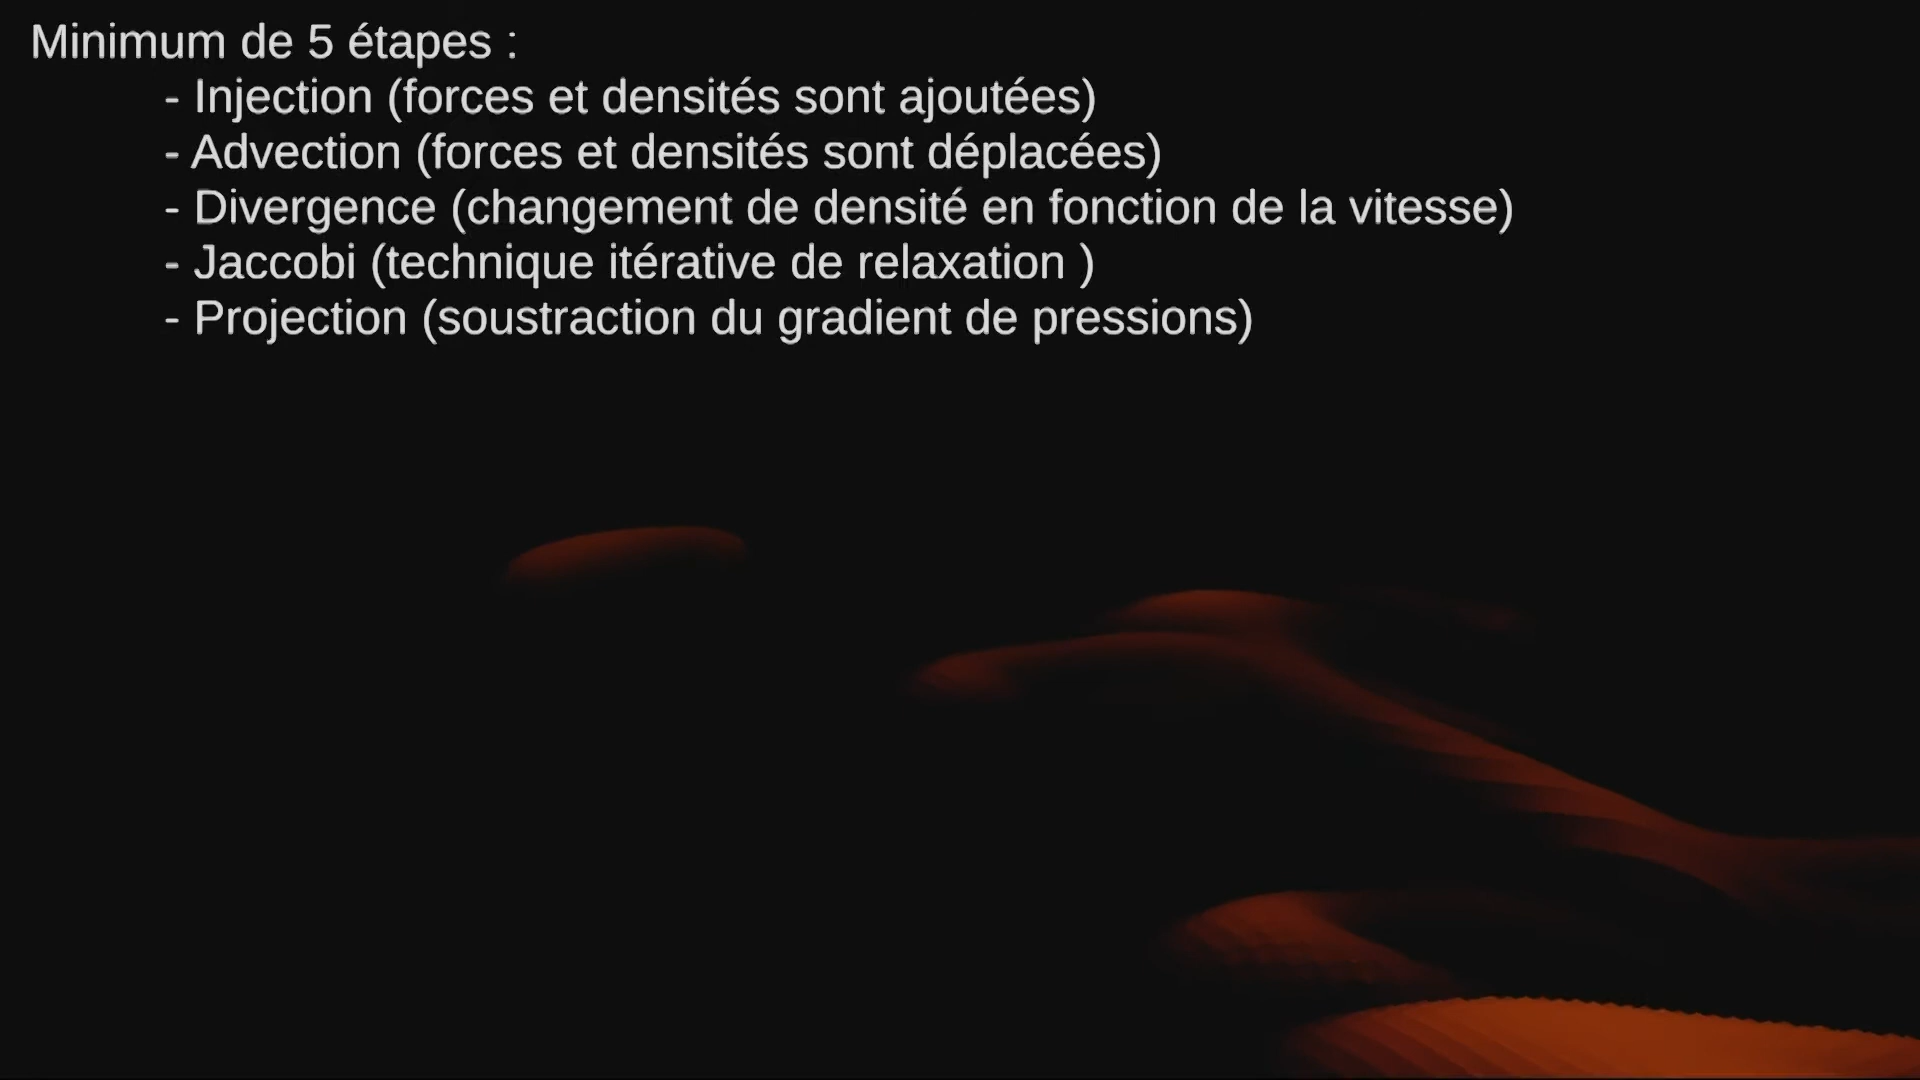 Minimum de 5 étapes :
- Injection (forces et densités sont ajoutées)
- Advection (forces et densités sont déplacées)
- Divergence (changement de densité en fonction de la vitesse)
- Jaccobi (technique itérative de relaxation )
- Projection (soustraction du gradient de pressions)